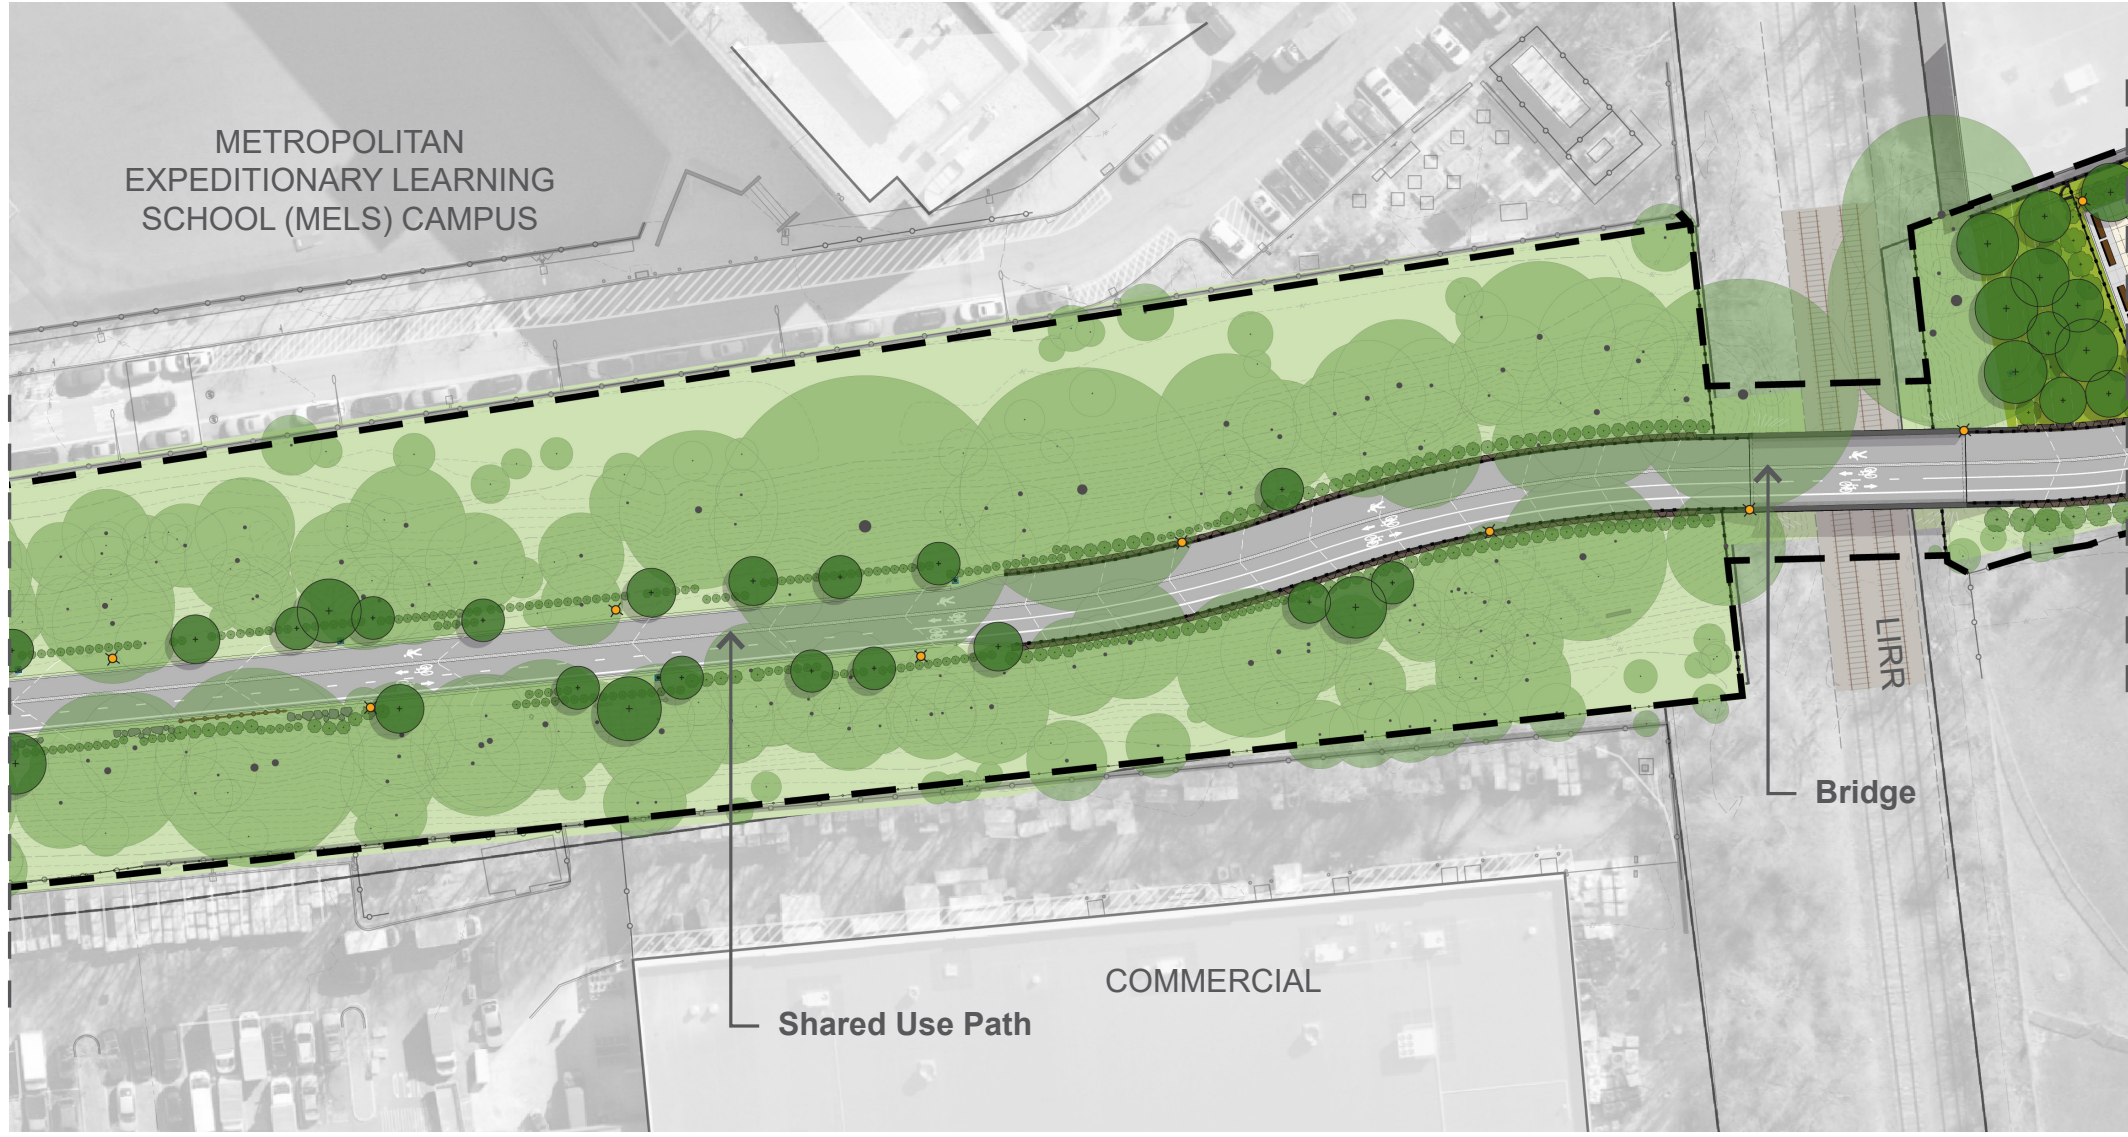 METROPOLITAN
EXPEDITIONARY LEARNING
SCHOOL (MELS) CAMPUS
LIRR
Bridge
COMMERCIAL
Shared Use Path